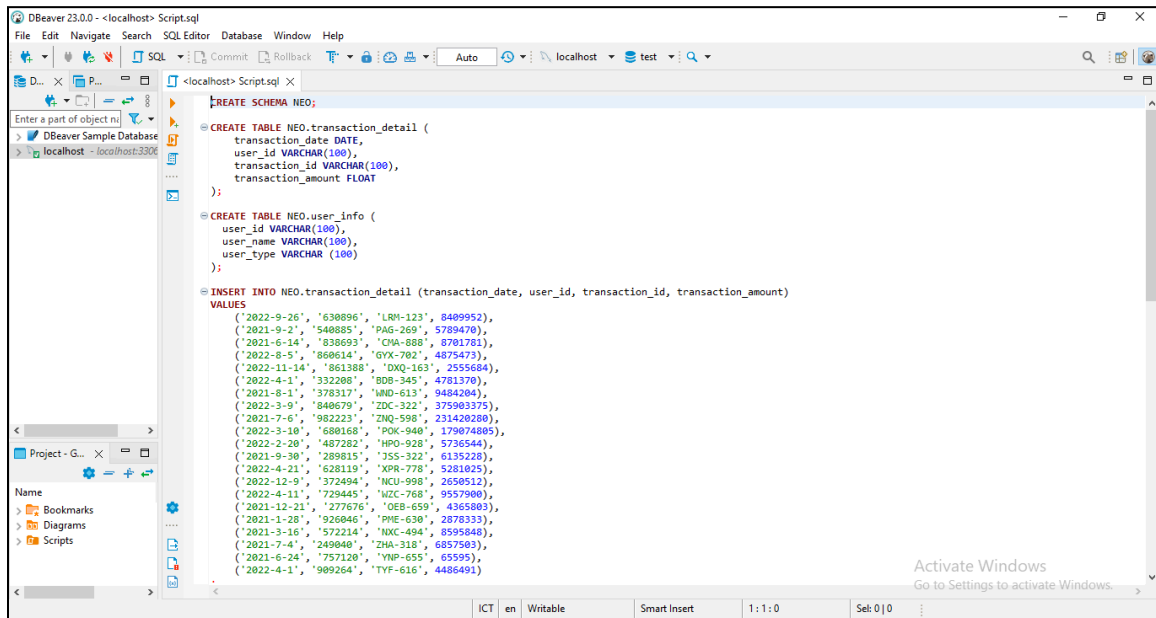 DBeaver 23.0.0 - <localhost> Script.sql
File Edit Navigate Search SQL Editor Database Window Help
SQL Commit Rollback Auto localhost test
D... P... <localhost> Script.sql
Enter a part of object na
DBeaver Sample Database
localhost - localhost:3306
CREATE SCHEMA NEO;
CREATE TABLE NEO.transaction_detail (
transaction_date DATE,
user_id VARCHAR(100),
transaction_id VARCHAR(100),
transaction_amount FLOAT
);
CREATE TABLE NEO.user_info (
user_id VARCHAR(100),
user_name VARCHAR(100),
user_type VARCHAR (100)
);
INSERT INTO NEO.transaction_detail (transaction_date, user_id, transaction_id, transaction_amount)
VALUES
('2022-9-26', '630896', 'LRM-123', 8409952),
('2021-9-2', '540885', 'PAG-269', 5789470),
('2021-6-14', '838693', 'CMA-888', 8701781),
('2022-8-5', '860614', 'GYX-702', 4875473),
('2022-11-14', '861388', 'DXQ-163', 2555684),
('2022-4-1', '332208', 'BDB-345', 4781370),
('2021-8-1', '378317', 'WND-613', 9484204),
('2022-3-9', '840679', 'ZDC-322', 375903375),
('2021-7-6', '982223', 'ZNQ-598', 231420280),
('2022-3-10', '680168', 'POK-940', 179074805),
('2022-2-20', '487282', 'HPO-928', 5736544),
('2021-9-30', '289815', 'JSS-322', 6135228),
('2022-4-21', '628119', 'XPR-778', 5281025),
('2022-12-9', '372494', 'NCU-998', 2650512),
('2022-4-11', '729445', 'WZC-768', 9557900),
('2021-12-21', '277676', 'OEB-659', 4365803),
('2021-1-28', '926046', 'PME-630', 2878333),
('2021-3-16', '572214', 'NXC-494', 8595848),
('2021-7-4', '249040', 'ZHA-318', 6857503),
('2021-6-24', '757120', 'YNP-655', 65595),
('2022-4-1', '909264', 'TYF-616', 4486491)
Project - G...
Name
Bookmarks
Diagrams
Scripts
Activate Windows
Go to Settings to activate Windows.
ICT en Writable Smart Insert 1 : 1 : 0 Sel: 0 | 0